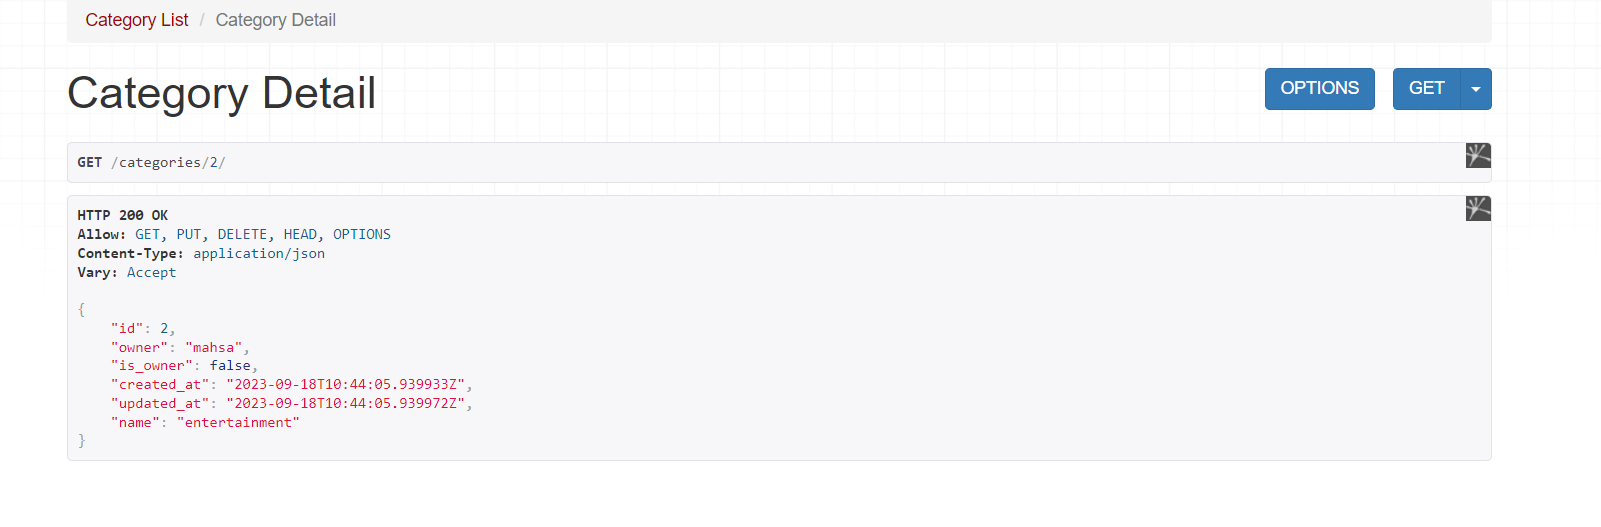 Category List / Category Detail
Category Detail
OPTIONS
GET
GET /categories/2/
HTTP 200 OK
Allow: GET, PUT, DELETE, HEAD, OPTIONS
Content-Type: application/json
Vary: Accept
{
    "id": 2,
    "owner": "mahsa",
    "is_owner": false,
    "created_at": "2023-09-18T10:44:05.939933Z",
    "updated_at": "2023-09-18T10:44:05.939972Z",
    "name": "entertainment"
}